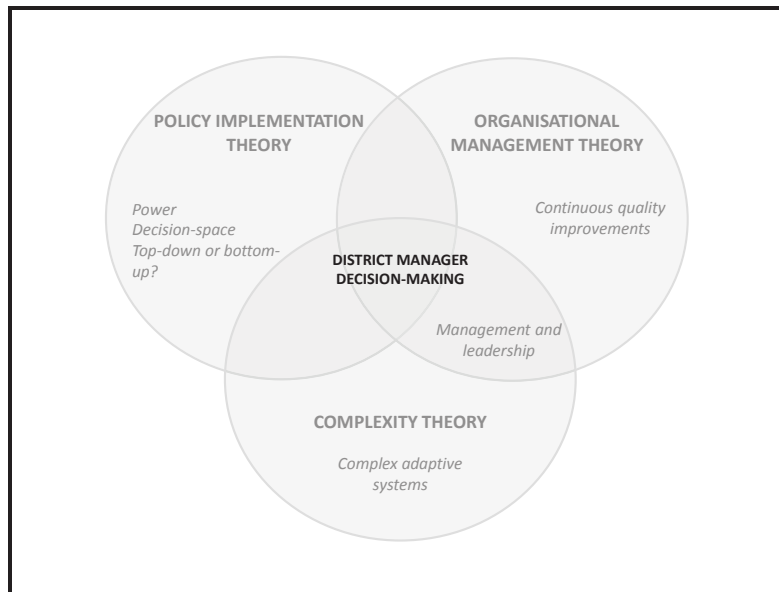 POLICY IMPLEMENTATION
THEORY
Power
Decision-space
Top-down or bottom-
up?
ORGANISATIONAL
MANAGEMENT THEORY
Continuous quality
improvements
DISTRICT MANAGER
DECISION-MAKING
Management and
leadership
COMPLEXITY THEORY
Complex adaptive
systems